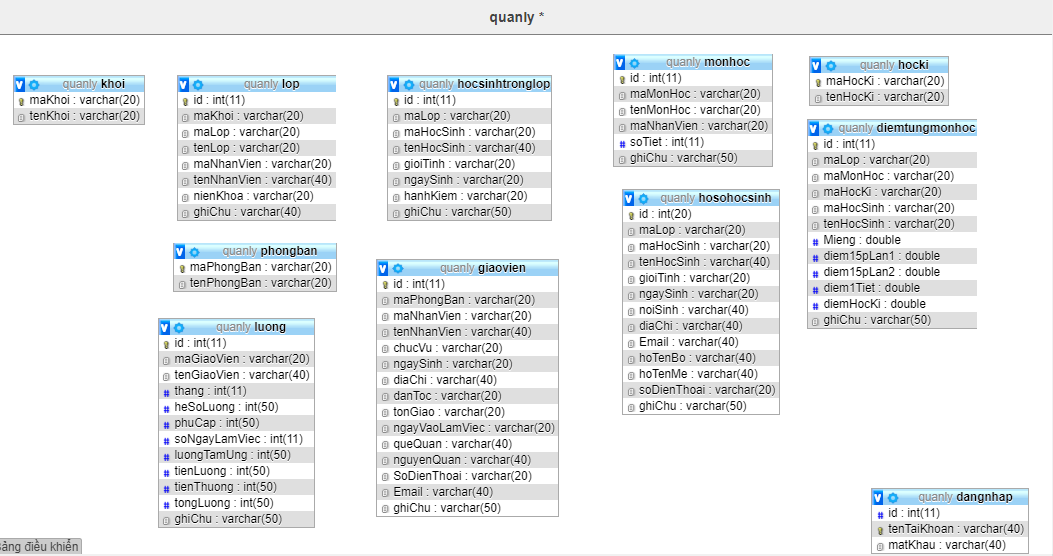 quanly *
quanly khoi
maKhoi : varchar(20)
tenKhoi : varchar(20)
quanly lop
id : int(11)
maKhoi : varchar(20)
maLop : varchar(20)
tenLop : varchar(20)
maNhanVien : varchar(20)
tenNhanVien : varchar(40)
nienKhoa : varchar(20)
ghiChu : varchar(40)
quanly hocsinhtronglop
id : int(11)
maLop : varchar(20)
maHocSinh : varchar(20)
tenHocSinh : varchar(40)
gioiTinh : varchar(20)
ngaySinh : varchar(20)
hanhKiem : varchar(20)
ghiChu : varchar(50)
quanly monhoc
id : int(11)
maMonHoc : varchar(20)
tenMonHoc : varchar(20)
maNhanVien : varchar(20)
soTiet : int(11)
ghiChu : varchar(50)
quanly hocki
maHocKi : varchar(20)
tenHocKi : varchar(20)
quanly diemtungmonhoc
id : int(11)
maLop : varchar(20)
maMonHoc : varchar(20)
maHocKi : varchar(20)
maHocSinh : varchar(20)
tenHocSinh : varchar(20)
Mieng : double
diem15pLan1 : double
diem15pLan2 : double
diem1Tiet : double
diemHocKi : double
ghiChu : varchar(50)
quanly hosohocsinh
id : int(20)
maLop : varchar(20)
maHocSinh : varchar(20)
tenHocSinh : varchar(40)
gioiTinh : varchar(20)
ngaySinh : varchar(20)
noiSinh : varchar(40)
diaChi : varchar(40)
Email : varchar(40)
hoTenBo : varchar(40)
hoTenMe : varchar(40)
soDienThoai : varchar(20)
ghiChu : varchar(50)
quanly phongban
maPhongBan : varchar(20)
tenPhongBan : varchar(20)
quanly giaovien
id : int(11)
maPhongBan : varchar(20)
maNhanVien : varchar(20)
tenNhanVien : varchar(40)
chucVu : varchar(20)
ngaySinh : varchar(20)
diaChi : varchar(40)
danToc : varchar(20)
tonGiao : varchar(20)
ngayVaoLamViec : varchar(20)
queQuan : varchar(40)
nguyenQuan : varchar(40)
SoDienThoai : varchar(20)
Email : varchar(40)
ghiChu : varchar(50)
quanly luong
id : int(11)
maGiaoVien : varchar(20)
tenGiaoVien : varchar(40)
thang : int(11)
heSoLuong : int(50)
phuCap : int(50)
soNgayLamViec : int(11)
luongTamUng : int(50)
tienLuong : int(50)
tienThuong : int(50)
tongLuong : int(50)
ghiChu : varchar(50)
quanly dangnhap
id : int(11)
tenTaiKhoan : varchar(40)
matKhau : varchar(40)
Bảng điều khiển